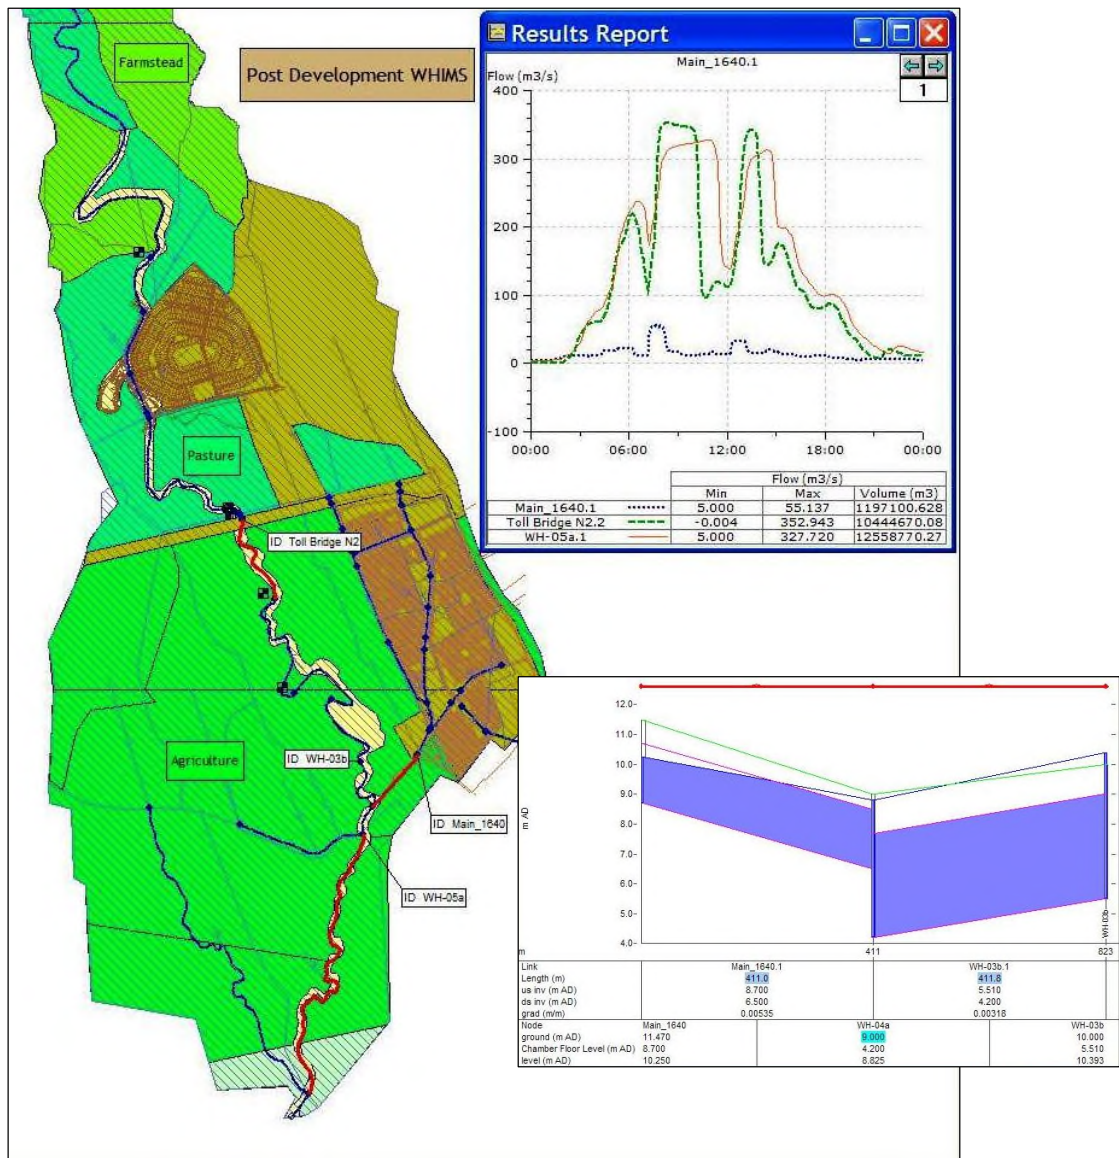 Farmstead
Post Development WHIMS
Pasture
ID Toll Bridge N2
ID WH-03b
Agriculture
ID Main_1640
ID WH-05a
Results Report
Main_1640.1
1
Flow (m3/s)
400
300
200
100
0
-100
00:00 06:00 12:00 18:00 00:00
Flow (m3/s)
Min Max Volume (m3)
Main_1640.1 5.000 55.137 1197100.628
Toll Bridge N2.2 -0.004 352.943 10444670.08
WH-05a.1 5.000 327.720 12558770.27
12.0
11.0
10.0
9.0
8.0
7.0
6.0
5.0
4.0
m AD
WH-03b
m 411 823
Link Main_1640.1 WH-03b.1
Length (m) 411.0 411.8
us inv (m AD) 8.700 5.510
ds inv (m AD) 6.500 4.200
grad (m/m) 0.00535 0.00318
Node Main_1640 WH-04a WH-03b
ground (m AD) 11.470 9.000 10.000
Chamber Floor Level (m AD) 8.700 4.200 5.510
level (m AD) 10.250 8.825 10.393